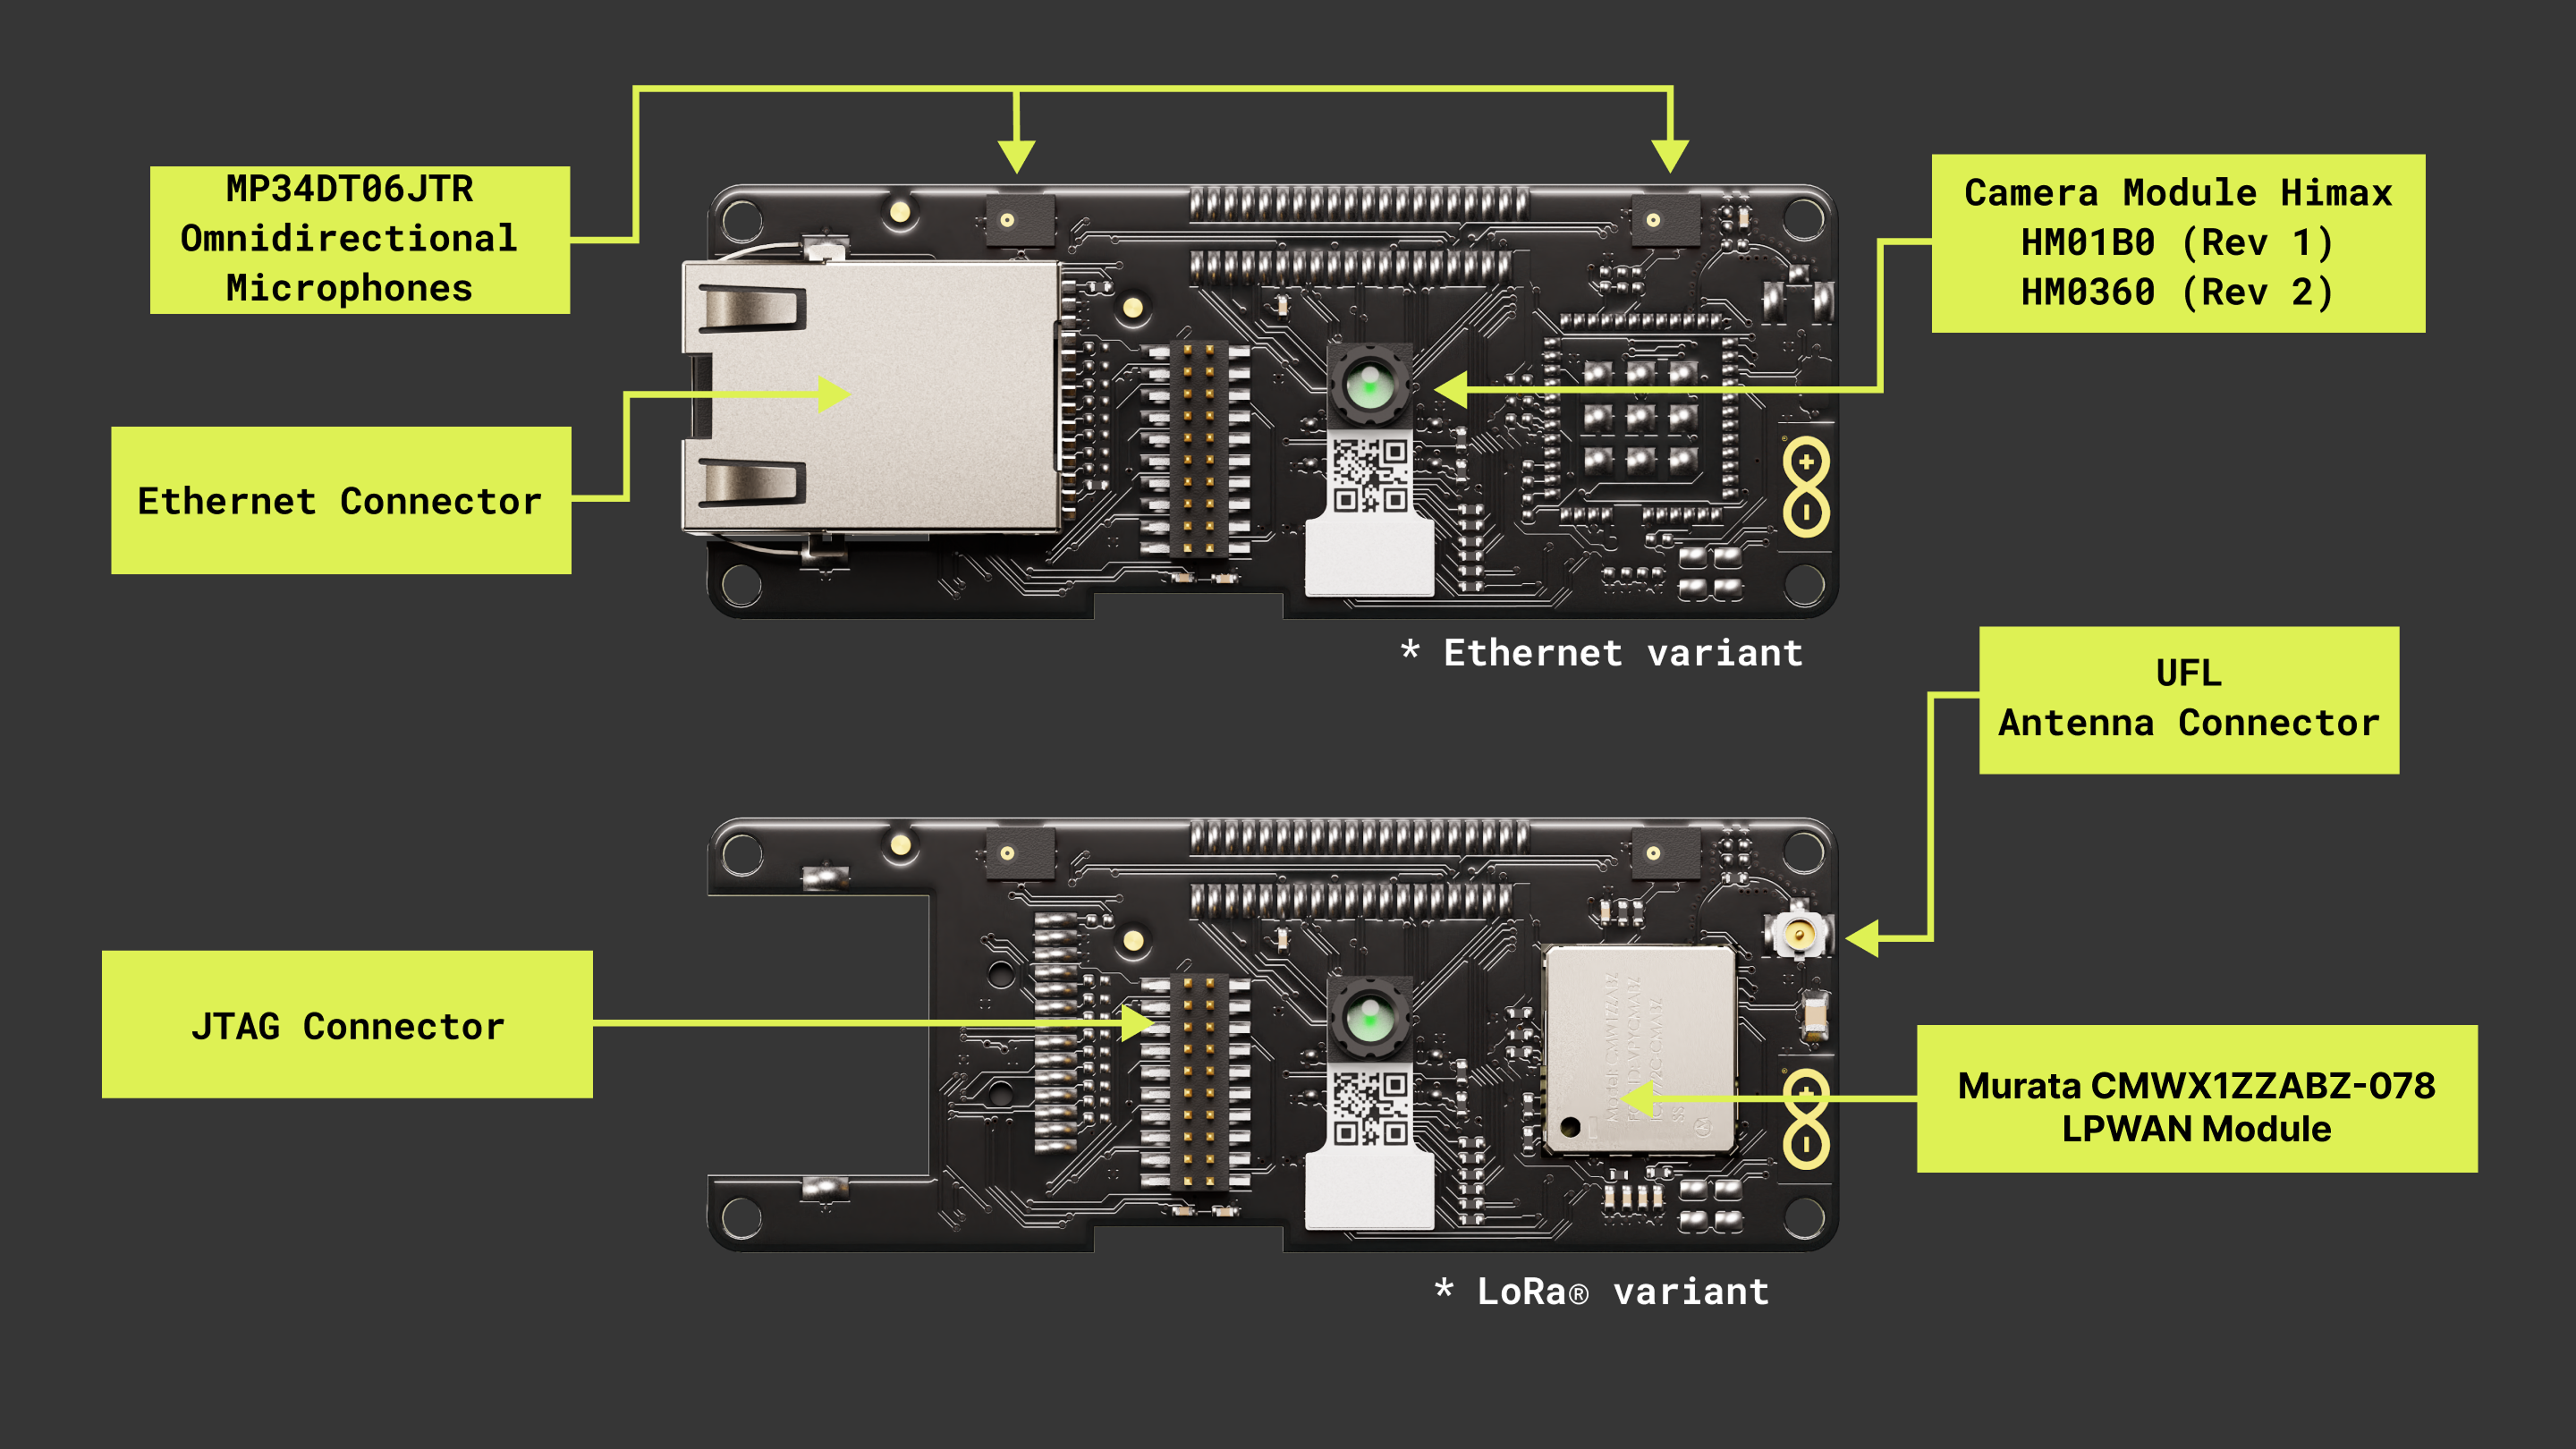 MP34DT06JTR
Omnidirectional
Microphones
Camera Module Himax
HM01B0 (Rev 1)
HM0360 (Rev 2)
Ethernet Connector
* Ethernet variant
UFL
Antenna Connector
JTAG Connector
Murata CMWX1ZZABZ-078
LPWAN Module
* LoRa® variant